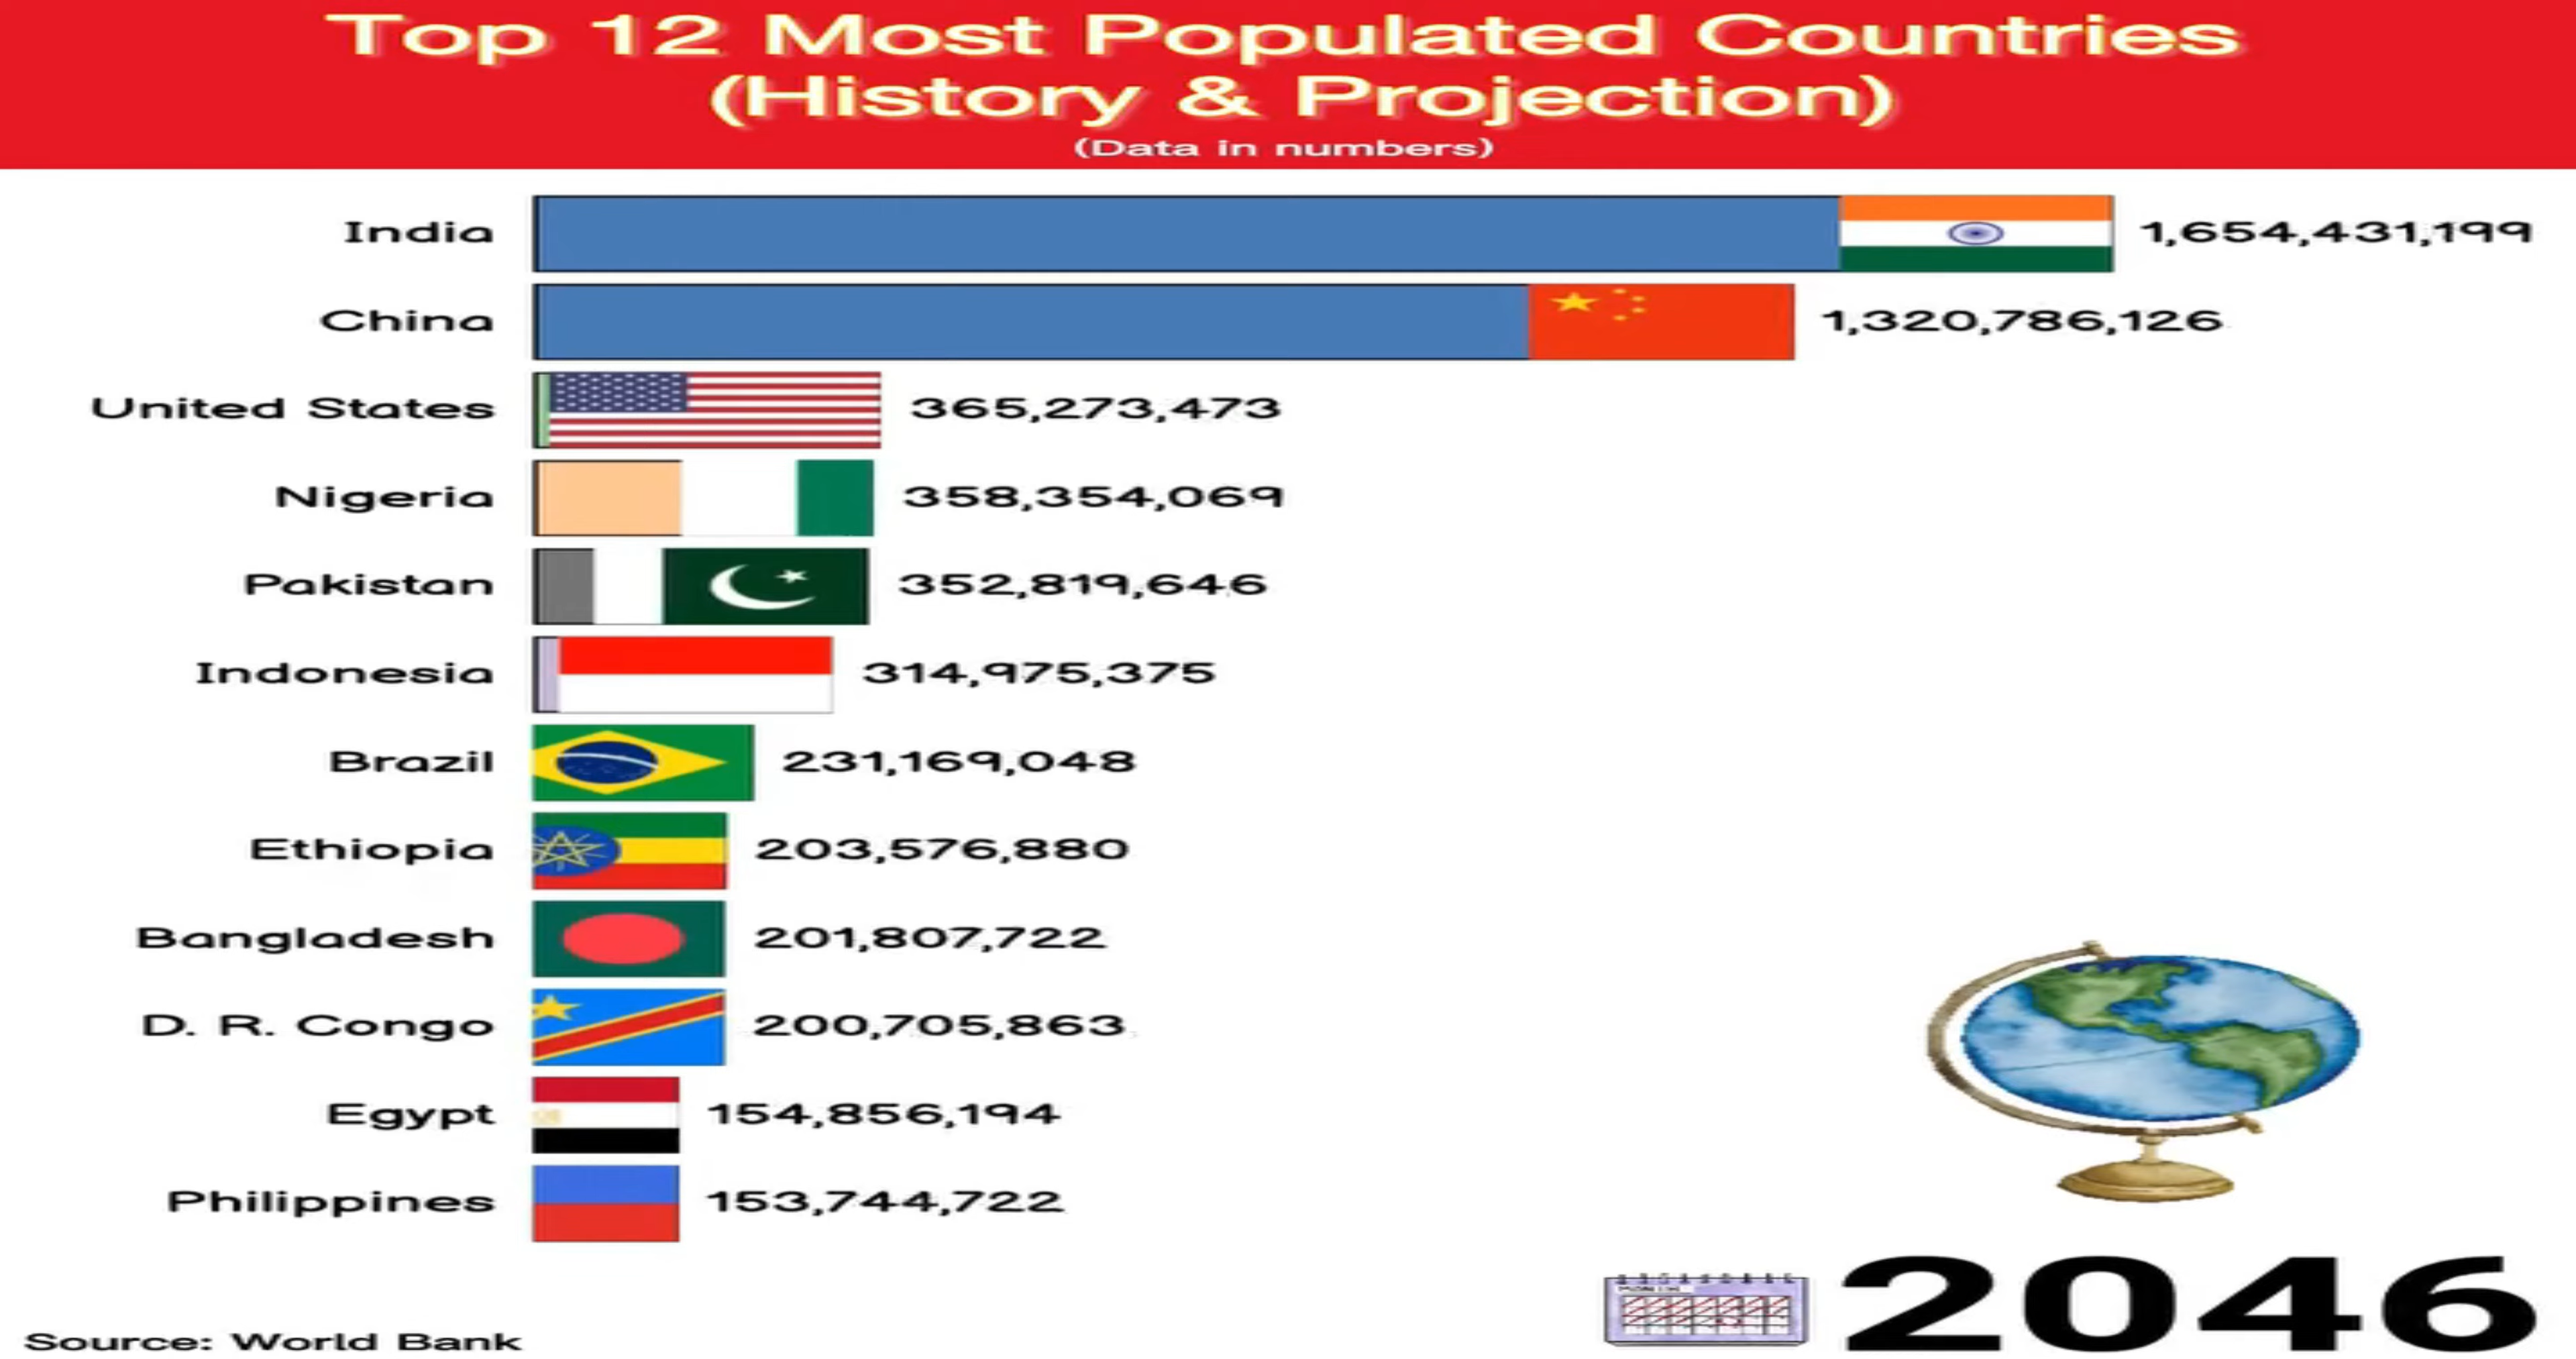 Top 12 Most Populated Countries
(History & Projection)
(Data in numbers)
India 1,654,431,199
China 1,320,786,126
United States 365,273,473
Nigeria 358,354,069
Pakistan 352,819,646
Indonesia 314,975,375
Brazil 231,169,048
Ethiopia 203,576,880
Bangladesh 201,807,722
D. R. Congo 200,705,863
Egypt 154,856,194
Philippines 153,744,722
2046
Source: World Bank